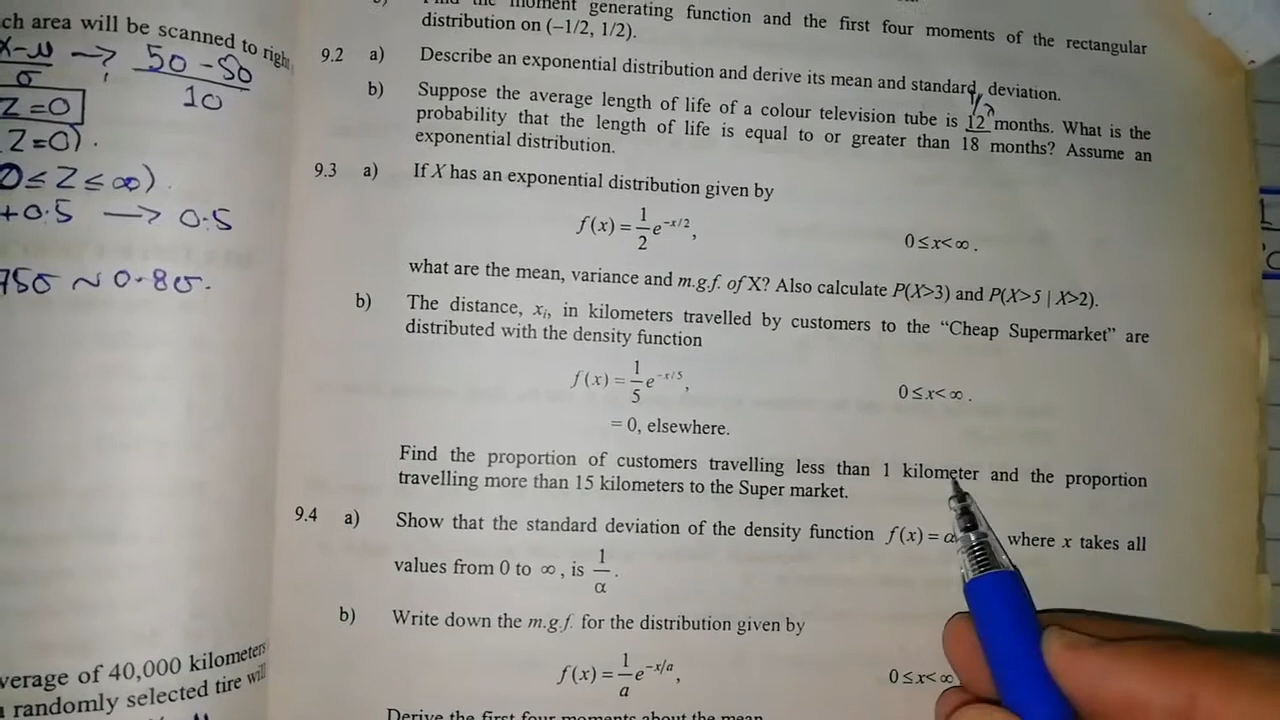 ch area will be scanned to right
x-μ/σ → 50-50/10
Z=0
Z=0).
0≤Z≤∞).
+0.5 → 0.5
75σ ~ 0.8σ.
verage of 40,000 kilometers
randomly selected tire will
moment generating function and the first four moments of the rectangular
distribution on (–1/2, 1/2).
9.2 a) Describe an exponential distribution and derive its mean and standard deviation.
b) Suppose the average length of life of a colour television tube is 12 months. What is the
probability that the length of life is equal to or greater than 18 months? Assume an
exponential distribution.
9.3 a) If X has an exponential distribution given by
f(x) = 1/2 e^{-x/2}, 0≤x<∞.
what are the mean, variance and m.g.f. of X? Also calculate P(X>3) and P(X>5 | X>2).
b) The distance, xᵢ, in kilometers travelled by customers to the “Cheap Supermarket” are
distributed with the density function
f(x) = 1/5 e^{-x/5}, 0≤x<∞.
= 0, elsewhere.
Find the proportion of customers travelling less than 1 kilometer and the proportion
travelling more than 15 kilometers to the Super market.
9.4 a) Show that the standard deviation of the density function f(x) = α where x takes all
values from 0 to ∞, is 1/α.
b) Write down the m.g.f. for the distribution given by
f(x) = 1/a e^{-x/a}, 0≤x<∞
Derive the first four moments about the mean